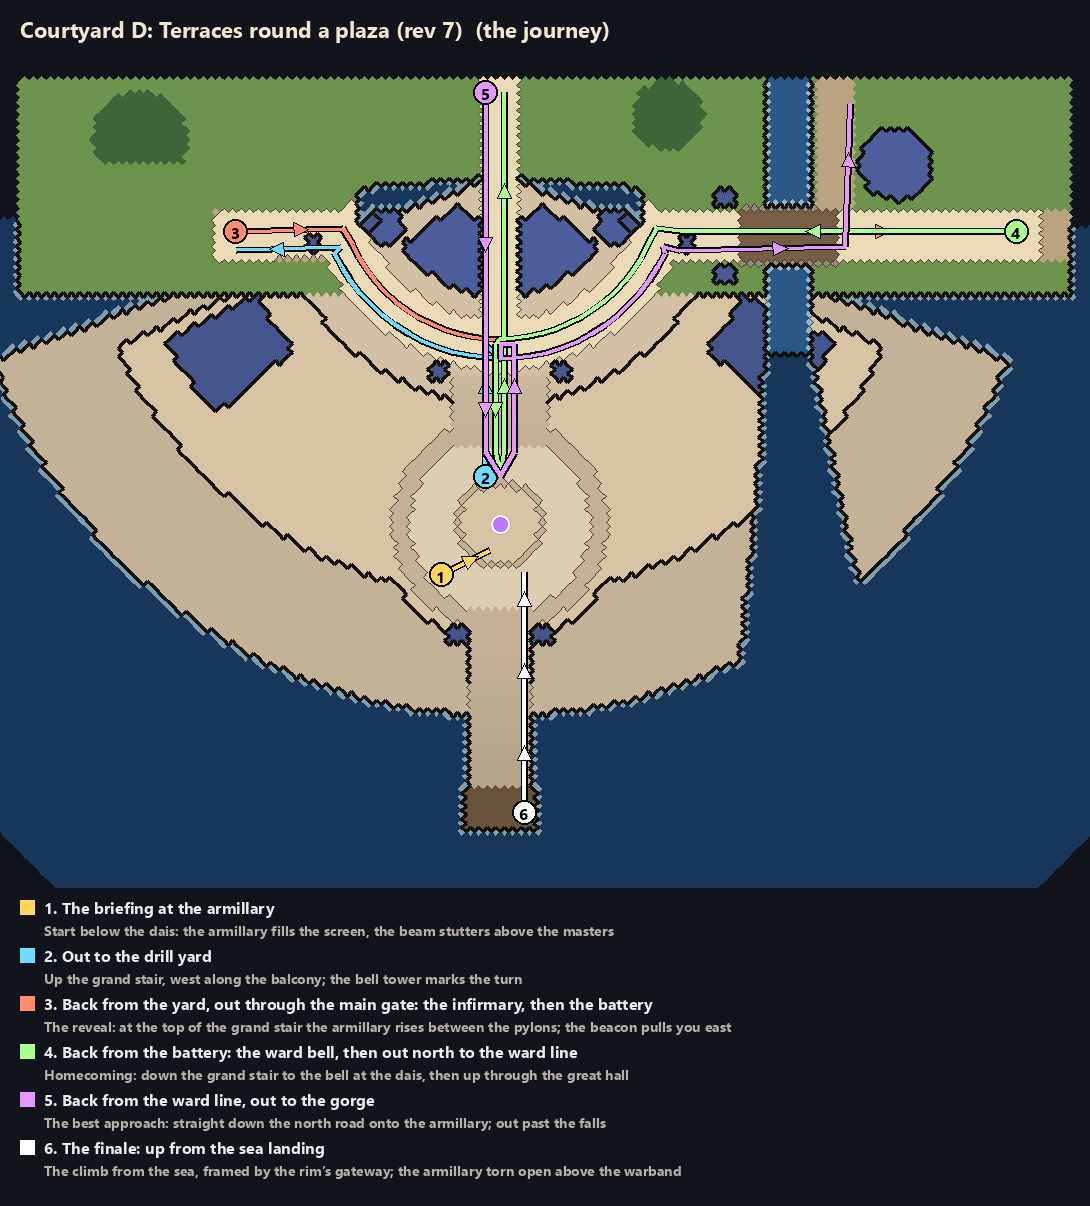 Courtyard D: Terraces round a plaza (rev 7)  (the journey)
5
3
4
2
1
6
1. The briefing at the armillary
Start below the dais: the armillary fills the screen, the beam stutters above the masters
2. Out to the drill yard
Up the grand stair, west along the balcony; the bell tower marks the turn
3. Back from the yard, out through the main gate: the infirmary, then the battery
The reveal: at the top of the grand stair the armillary rises between the pylons; the beacon pulls you east
4. Back from the battery: the ward bell, then out north to the ward line
Homecoming: down the grand stair to the bell at the dais, then up through the great hall
5. Back from the ward line, out to the gorge
The best approach: straight down the north road onto the armillary; out past the falls
6. The finale: up from the sea landing
The climb from the sea, framed by the rim’s gateway; the armillary torn open above the warband